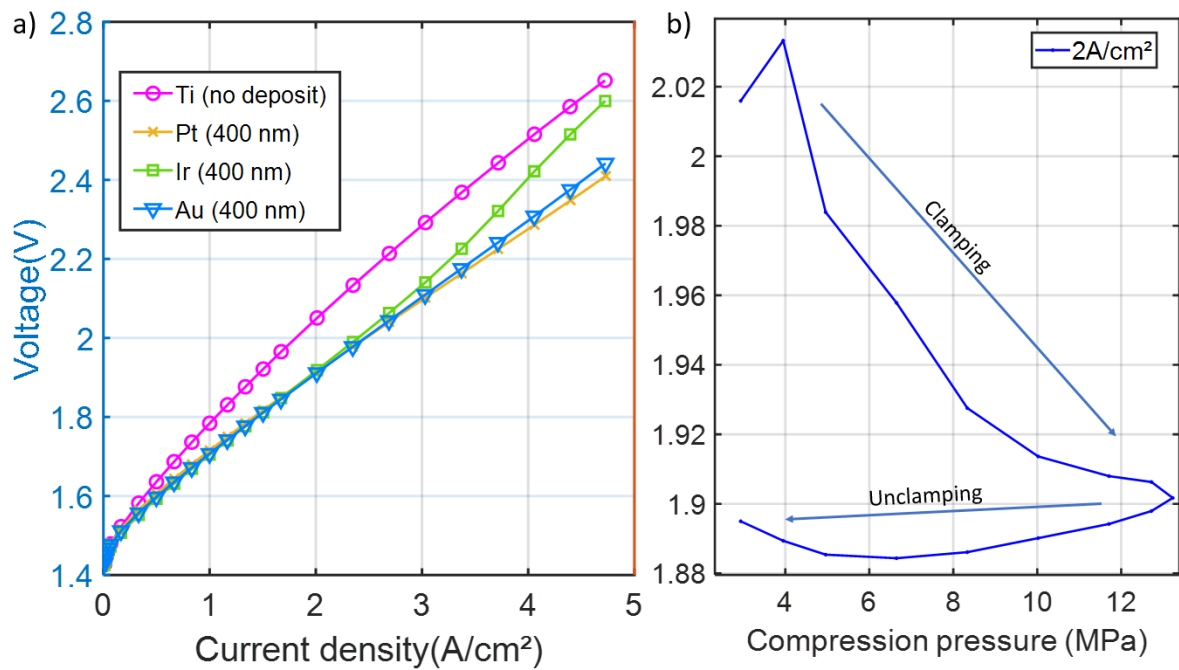 a)
2.8
2.6
2.4
2.2
2
1.8
1.6
1.4
Voltage(V)
Ti (no deposit)
Pt (400 nm)
Ir (400 nm)
Au (400 nm)
0 1 2 3 4 5
Current density(A/cm²)
b)
2A/cm²
2.02
2
1.98
1.96
1.94
1.92
1.9
1.88
Clamping
Unclamping
4 6 8 10 12
Compression pressure (MPa)